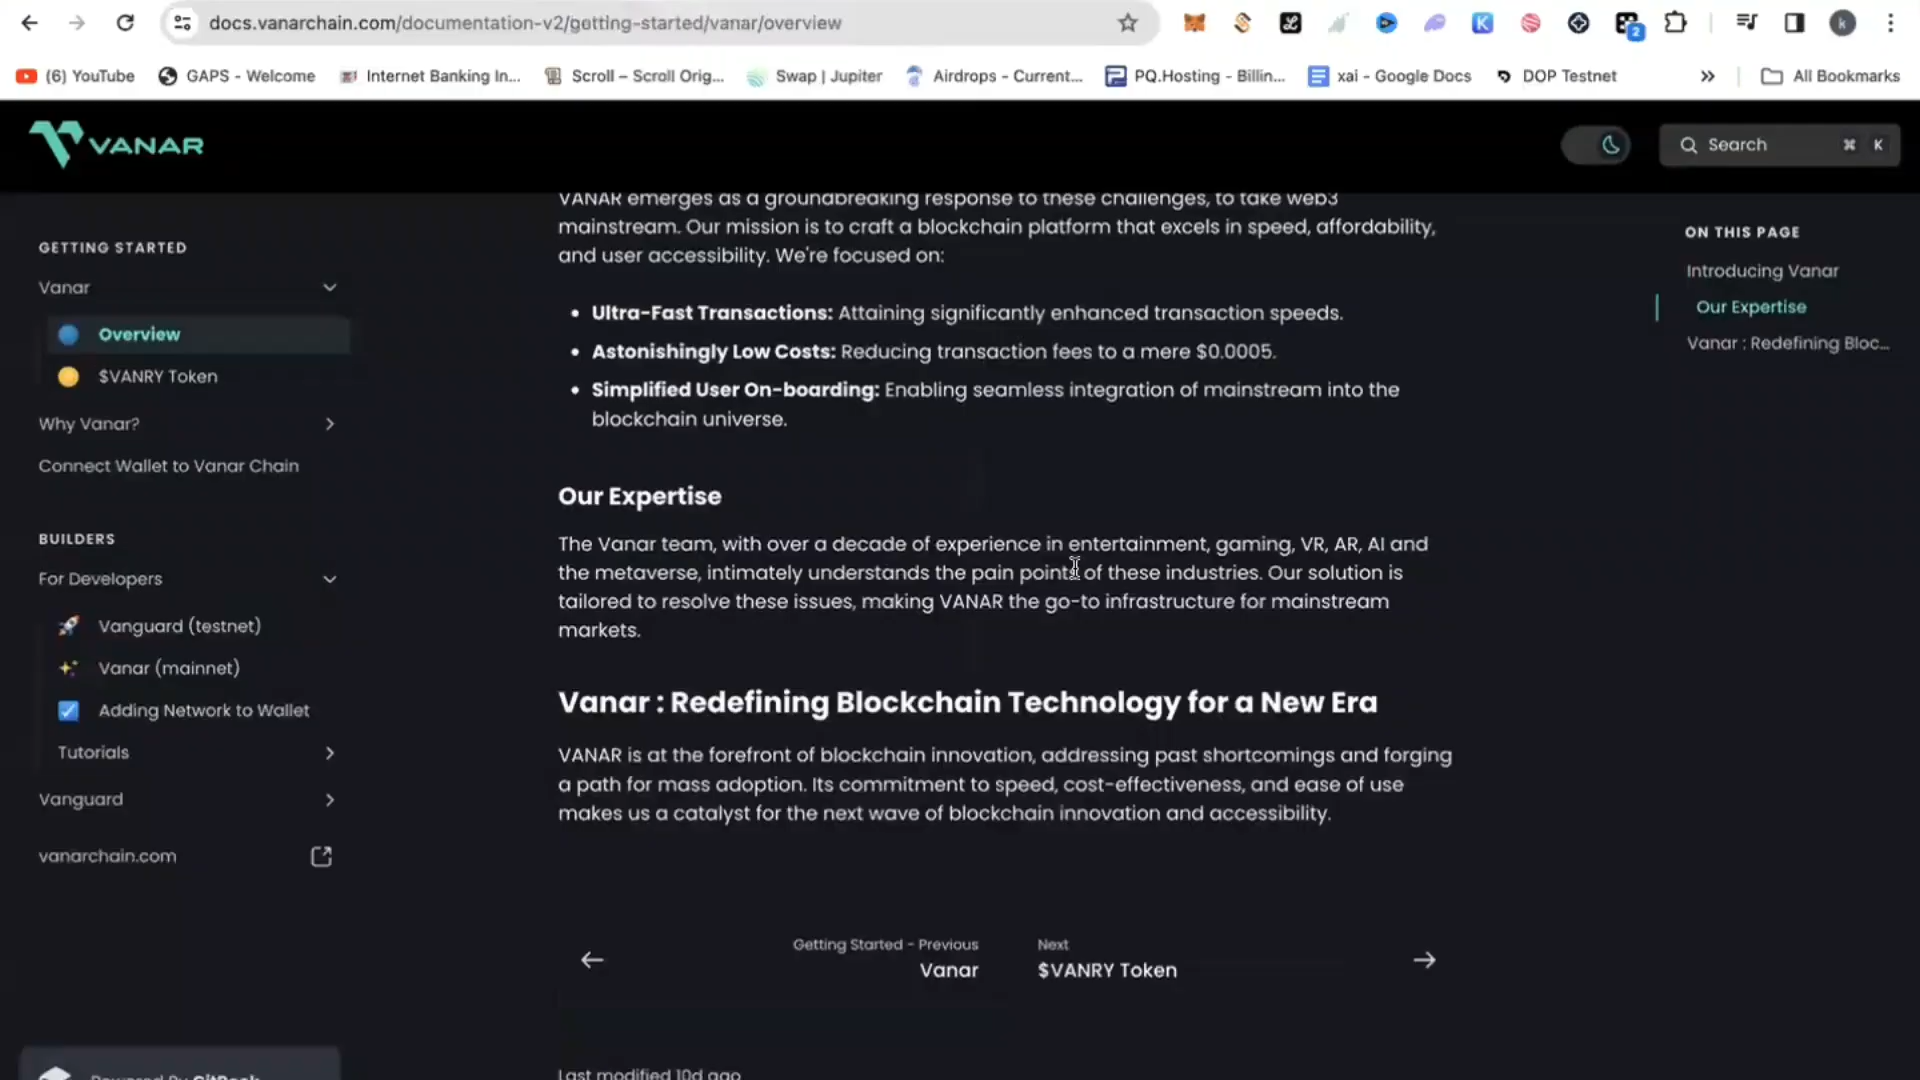 docs.vanarchain.com/documentation-v2/getting-started/vanar/overview
K
2
k
(6) YouTube
GAPS - Welcome
Internet Banking In...
Scroll – Scroll Orig...
Swap | Jupiter
Airdrops - Current...
PQ.Hosting - Billin...
xai - Google Docs
DOP Testnet
All Bookmarks
VANAR
Search ⌘ K
GETTING STARTED
Vanar
Overview
$VANRY Token
Why Vanar?
Connect Wallet to Vanar Chain
BUILDERS
For Developers
Vanguard (testnet)
Vanar (mainnet)
Adding Network to Wallet
Tutorials
Vanguard
vanarchain.com
Powered By GitBook
VANAR emerges as a groundbreaking response to these challenges, to take web3
mainstream. Our mission is to craft a blockchain platform that excels in speed, affordability,
and user accessibility. We're focused on:
• Ultra-Fast Transactions: Attaining significantly enhanced transaction speeds.
• Astonishingly Low Costs: Reducing transaction fees to a mere $0.0005.
• Simplified User On-boarding: Enabling seamless integration of mainstream into the
blockchain universe.
Our Expertise
The Vanar team, with over a decade of experience in entertainment, gaming, VR, AR, AI and
the metaverse, intimately understands the pain points of these industries. Our solution is
tailored to resolve these issues, making VANAR the go-to infrastructure for mainstream
markets.
Vanar : Redefining Blockchain Technology for a New Era
VANAR is at the forefront of blockchain innovation, addressing past shortcomings and forging
a path for mass adoption. Its commitment to speed, cost-effectiveness, and ease of use
makes us a catalyst for the next wave of blockchain innovation and accessibility.
Getting Started - Previous
Vanar
Next
$VANRY Token
Last modified 10d ago
ON THIS PAGE
Introducing Vanar
Our Expertise
Vanar : Redefining Bloc...